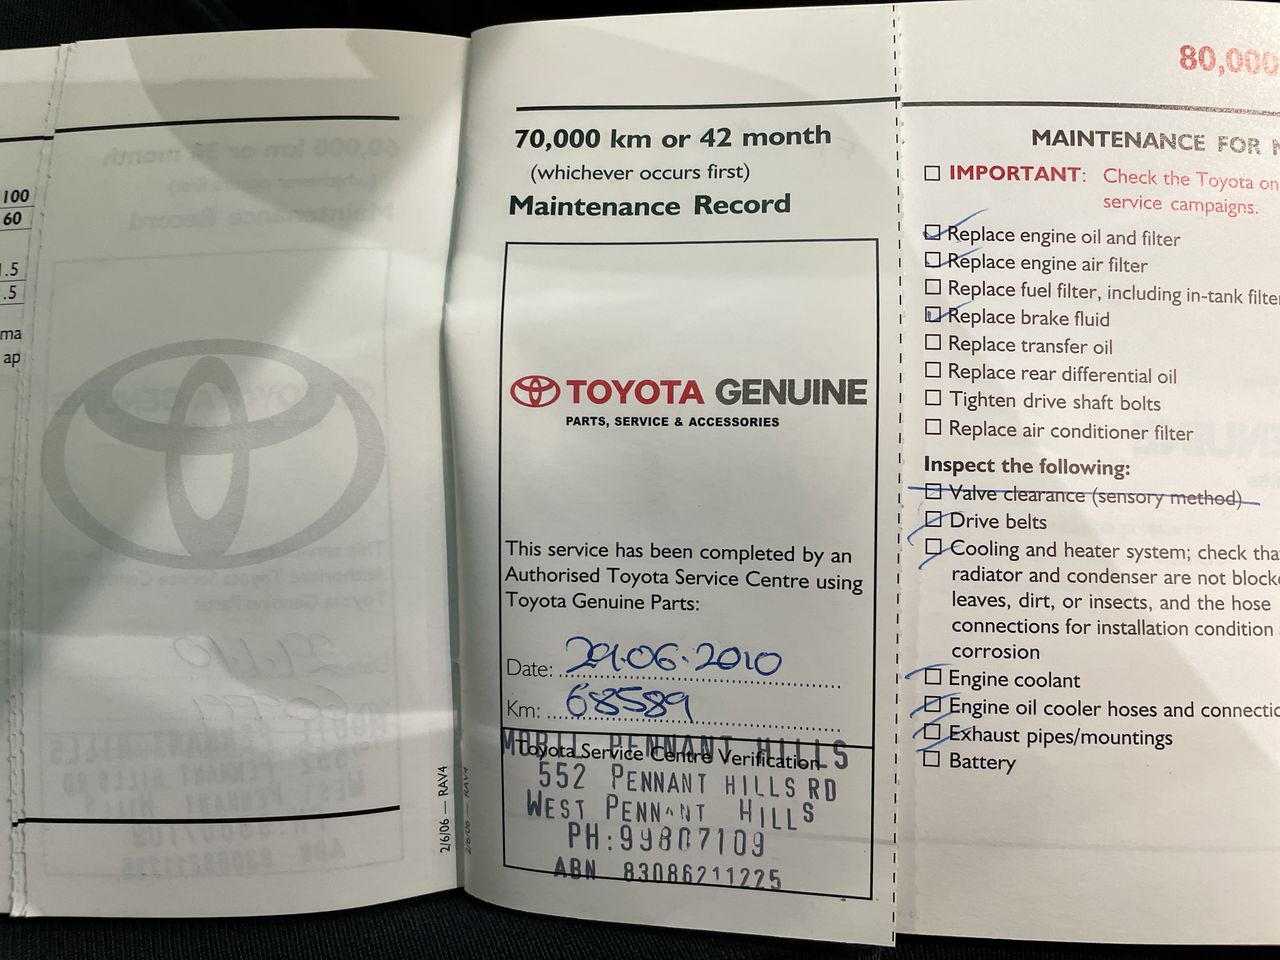 100
60
.5
.5
ma
ap
70,000 km or 42 month
(whichever occurs first)
Maintenance Record
TOYOTA GENUINE
PARTS, SERVICE & ACCESSORIES
This service has been completed by an
Authorised Toyota Service Centre using
Toyota Genuine Parts:
Date: 29.06.2010
Km: 68589
Toyota Service Centre Verification
MOBIL PENNANT HILLS
552 PENNANT HILLS RD
WEST PENNANT HILLS
PH:99807109
ABN 83086211225
2/6/06 — RAV4
80,000
MAINTENANCE FOR
IMPORTANT: Check the Toyota on
service campaigns.
Replace engine oil and filter
Replace engine air filter
Replace fuel filter, including in-tank filte
Replace brake fluid
Replace transfer oil
Replace rear differential oil
Tighten drive shaft bolts
Replace air conditioner filter
Inspect the following:
Valve clearance (sensory method)
Drive belts
Cooling and heater system; check tha
radiator and condenser are not block
leaves, dirt, or insects, and the hose
connections for installation condition
corrosion
Engine coolant
Engine oil cooler hoses and connectio
Exhaust pipes/mountings
Battery